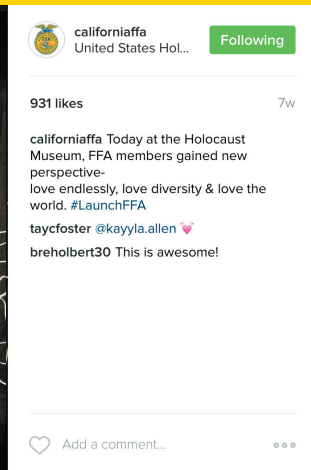 californiaffa
United States Hol...
Following
931 likes
7w
californiaffa Today at the Holocaust
Museum, FFA members gained new
perspective-
love endlessly, love diversity & love the
world. #LaunchFFA
taycfoster @kayyla.allen 💓
breholbert30 This is awesome!
Add a comment...